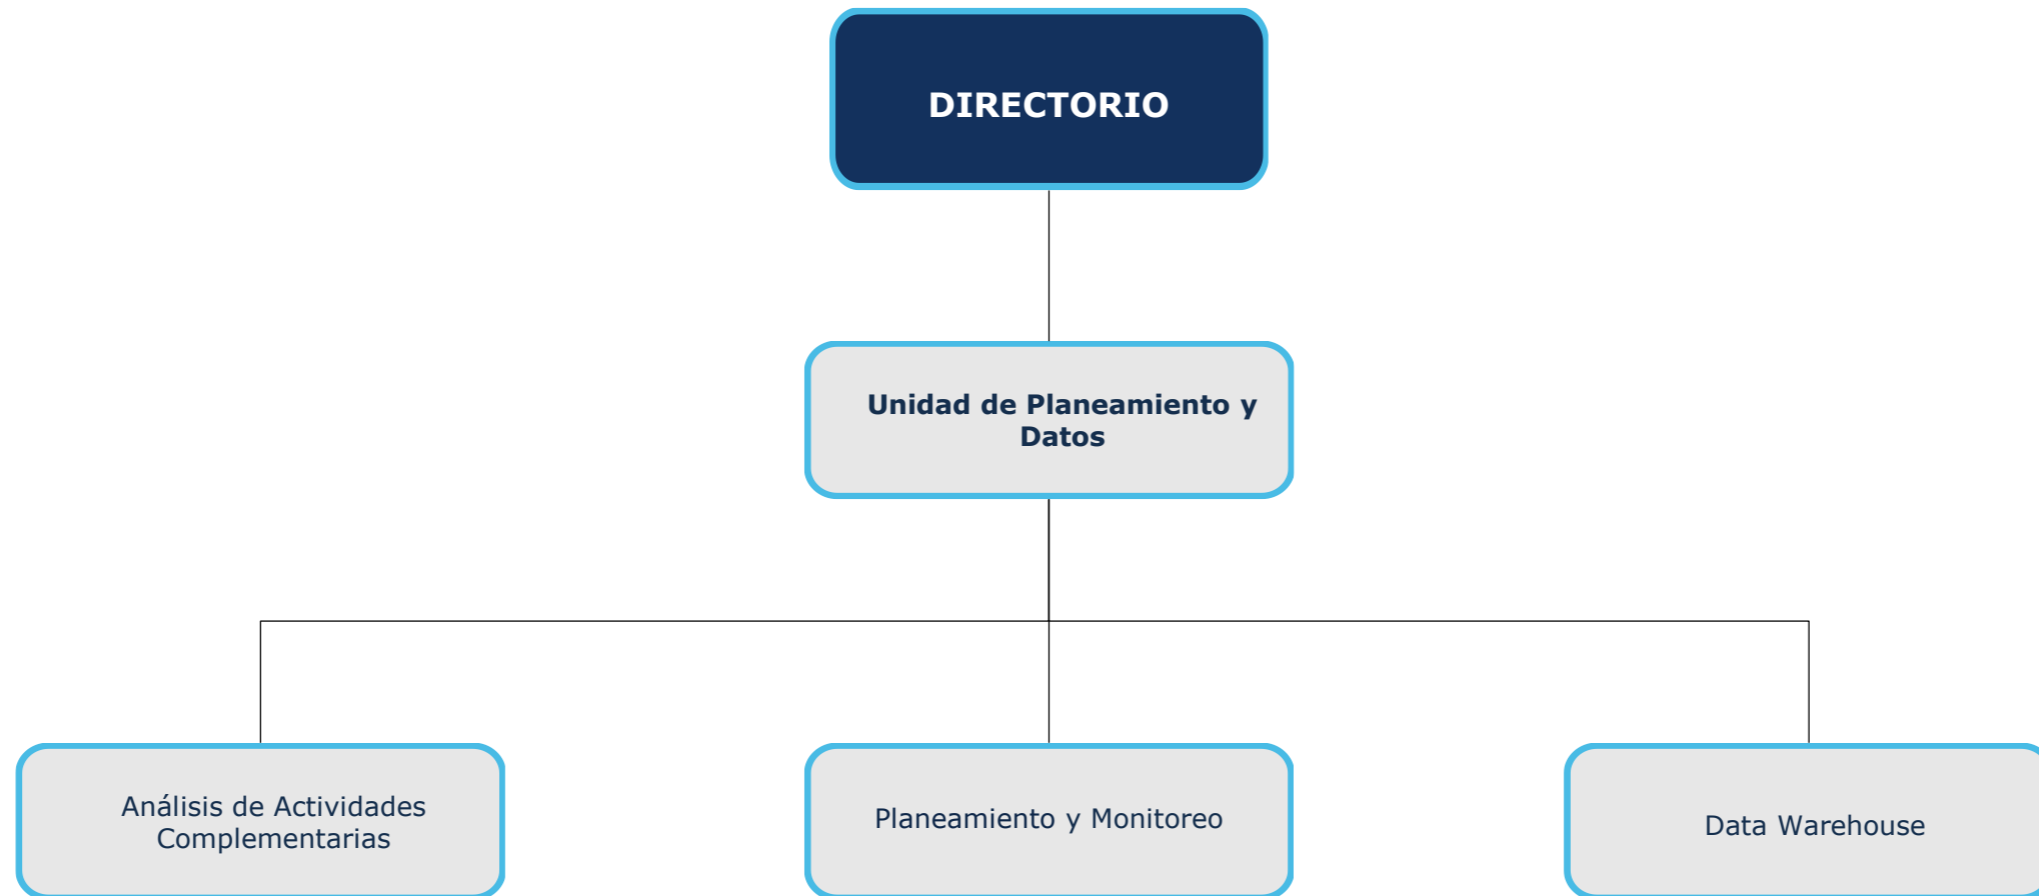 DIRECTORIO
Unidad de Planeamiento y
Datos
Análisis de Actividades
Complementarias
Planeamiento y Monitoreo
Data Warehouse